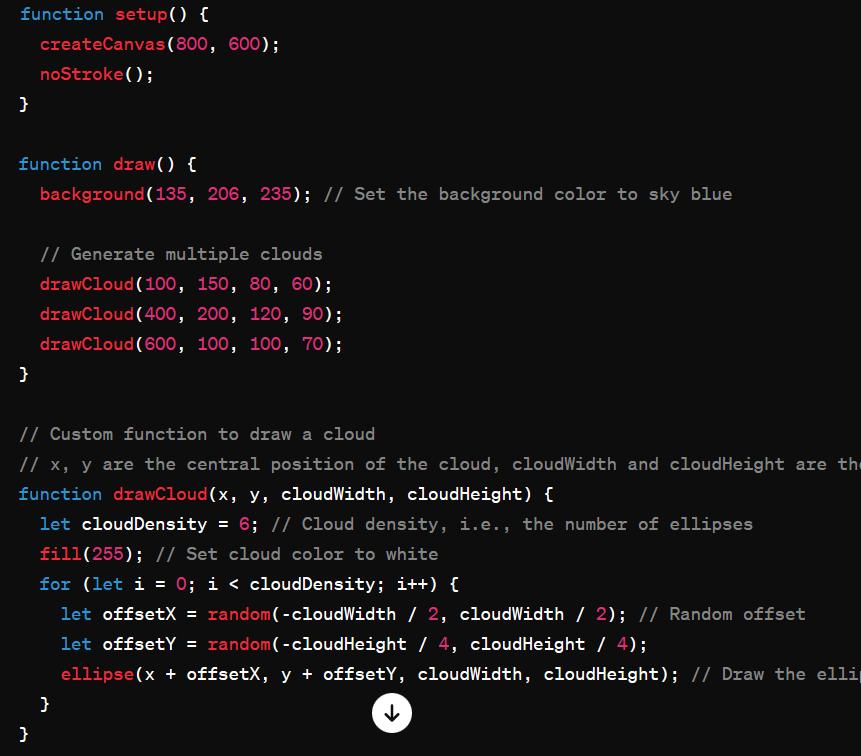 function setup() {
  createCanvas(800, 600);
  noStroke();
}

function draw() {
  background(135, 206, 235); // Set the background color to sky blue

  // Generate multiple clouds
  drawCloud(100, 150, 80, 60);
  drawCloud(400, 200, 120, 90);
  drawCloud(600, 100, 100, 70);
}

// Custom function to draw a cloud
// x, y are the central position of the cloud, cloudWidth and cloudHeight are
function drawCloud(x, y, cloudWidth, cloudHeight) {
  let cloudDensity = 6; // Cloud density, i.e., the number of ellipses
  fill(255); // Set cloud color to white
  for (let i = 0; i < cloudDensity; i++) {
    let offsetX = random(-cloudWidth / 2, cloudWidth / 2); // Random offset
    let offsetY = random(-cloudHeight / 4, cloudHeight / 4);
    ellipse(x + offsetX, y + offsetY, cloudWidth, cloudHeight); // Draw the
  }
}